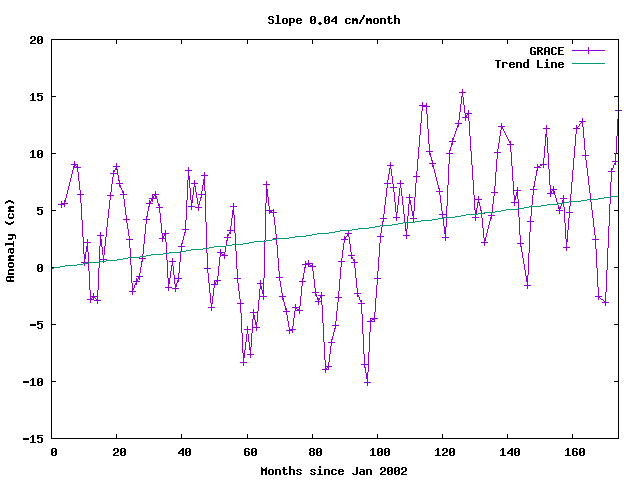 Slope 0.04 cm/month
GRACE
Trend Line
20
15
10
5
0
-5
-10
-15
Anomaly (cm)
0 20 40 60 80 100 120 140 160
Months since Jan 2002